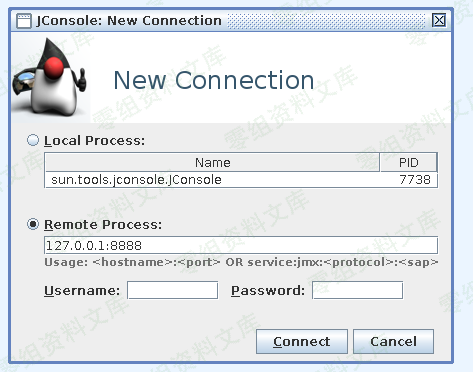 JConsole: New Connection
New Connection
Local Process:
Name PID
sun.tools.jconsole.JConsole 7738
Remote Process:
127.0.0.1:8888
Usage: <hostname>:<port> OR service:jmx:<protocol>:<sap>
Username: Password:
Connect Cancel
零组资料文库